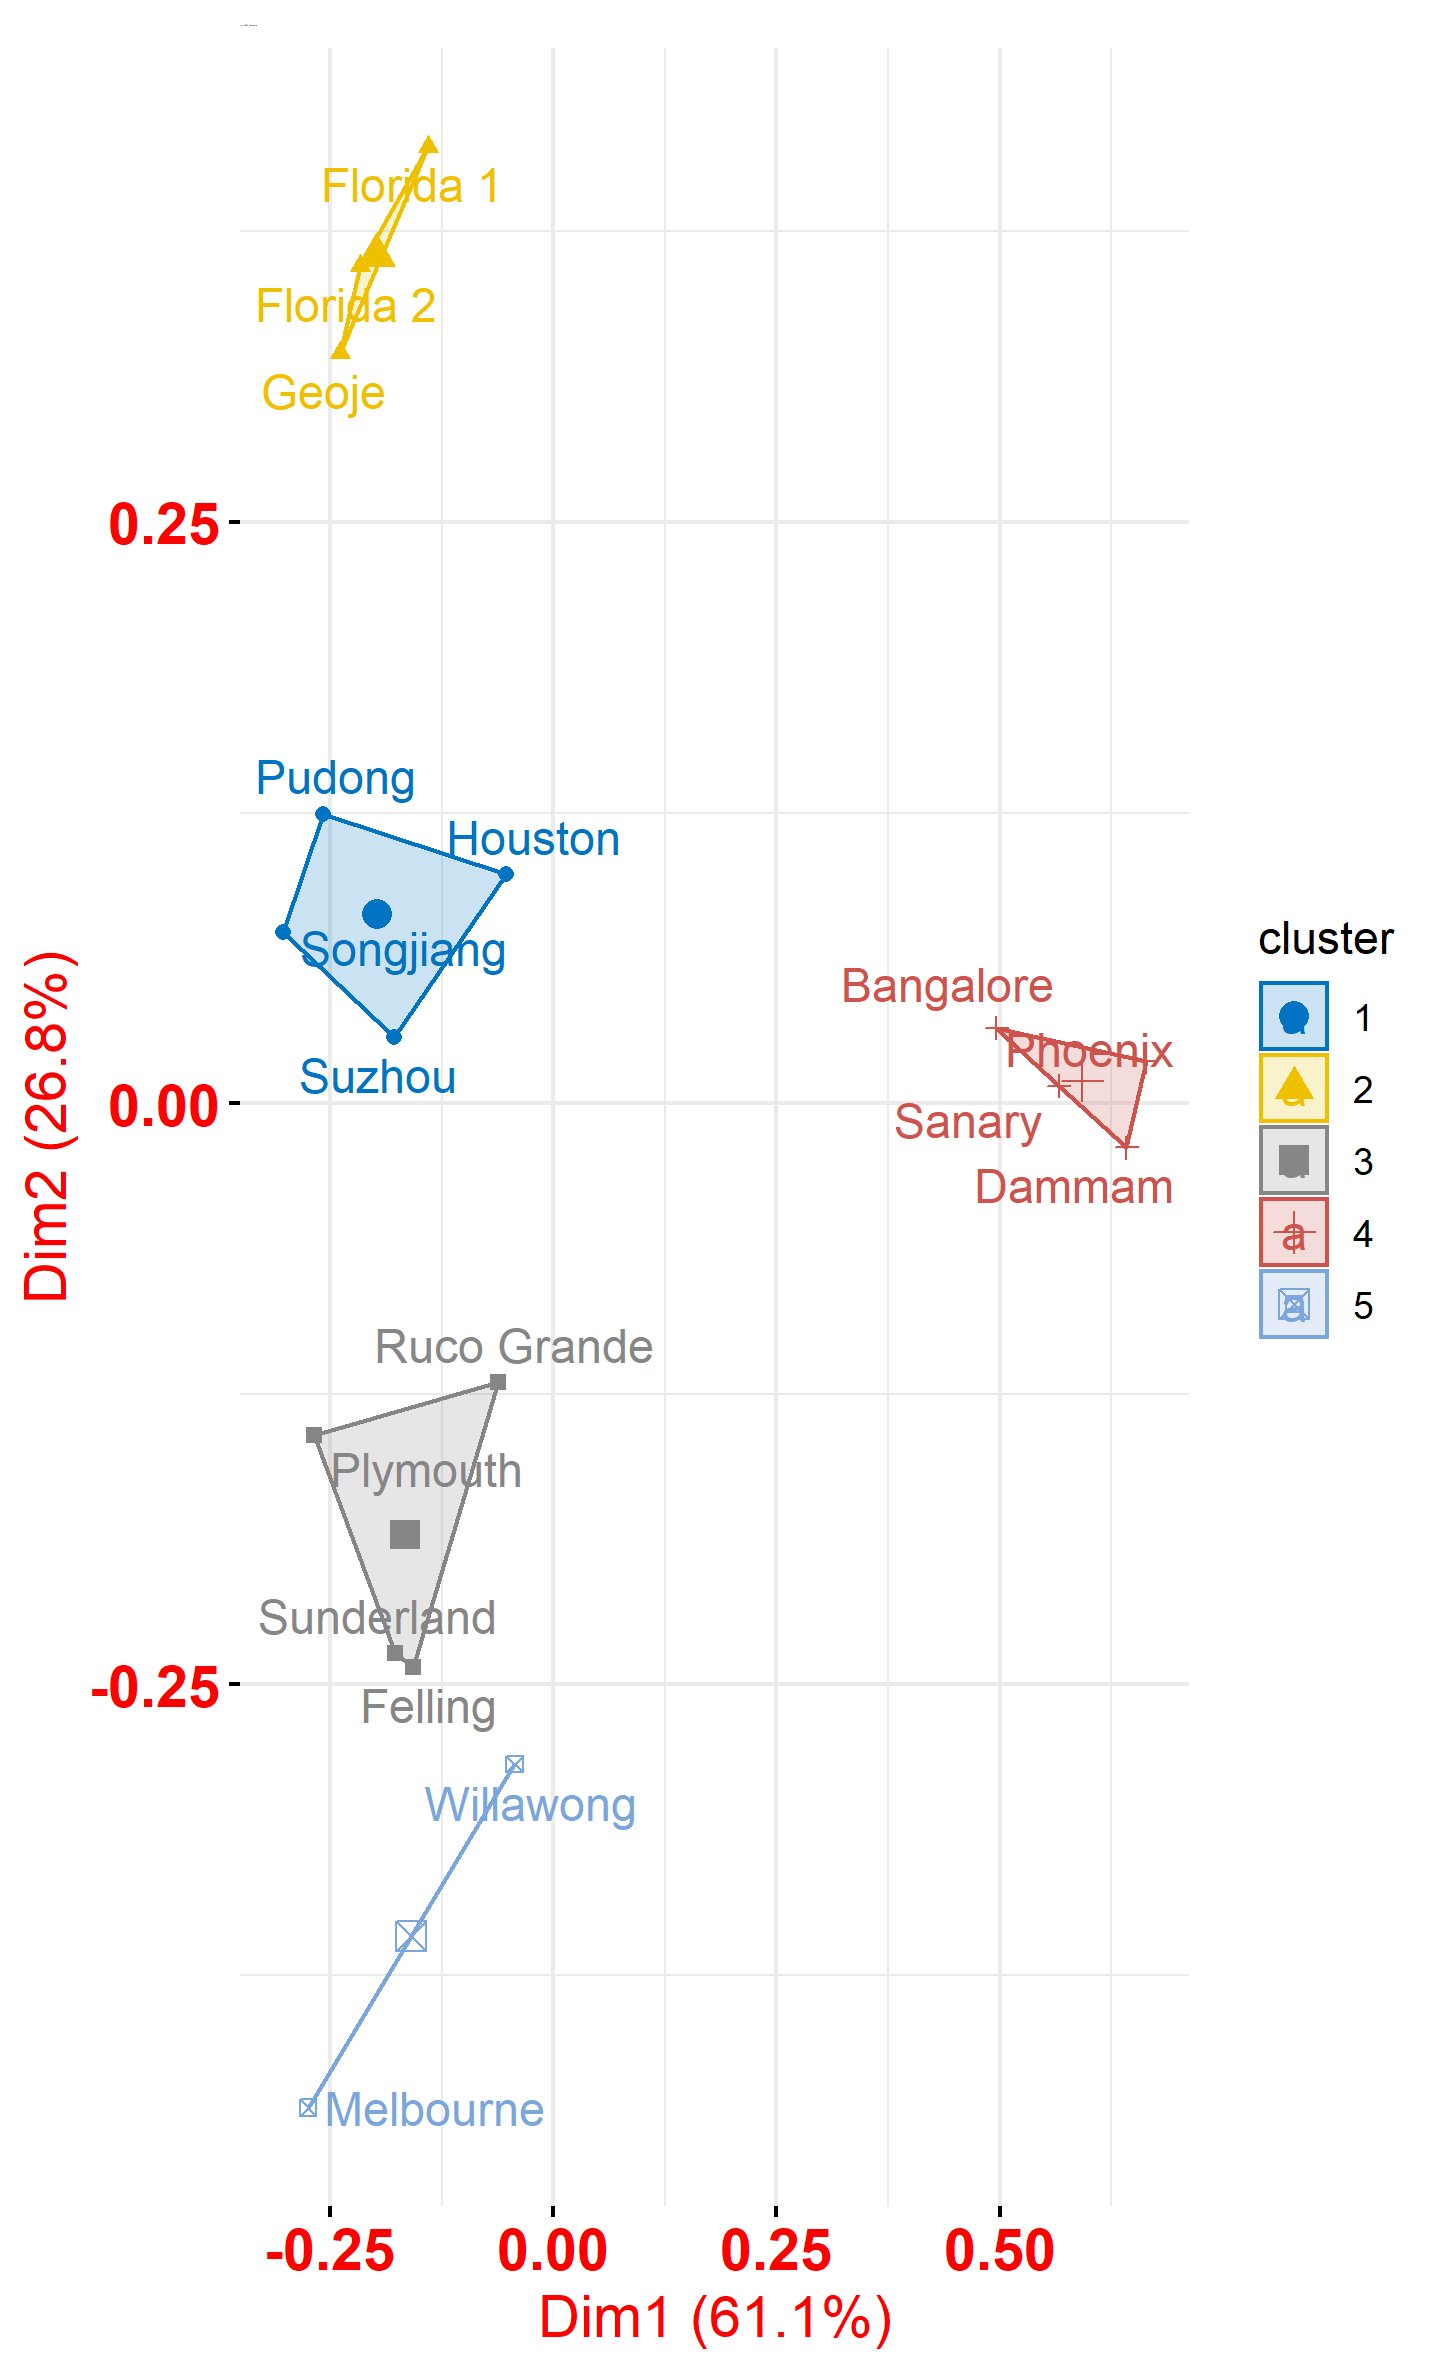 Florida 1
Florida 2
Geoje
0.25
Pudong
Houston
Songjiang
Suzhou
0.00
Bangalore
Phoenix
Sanary
Dammam
Ruco Grande
Plymouth
Sunderland
Felling
-0.25
Willawong
Melbourne
Dim2 (26.8%)
-0.25 0.00 0.25 0.50
Dim1 (61.1%)
cluster
a 1
a 2
a 3
a 4
a 5